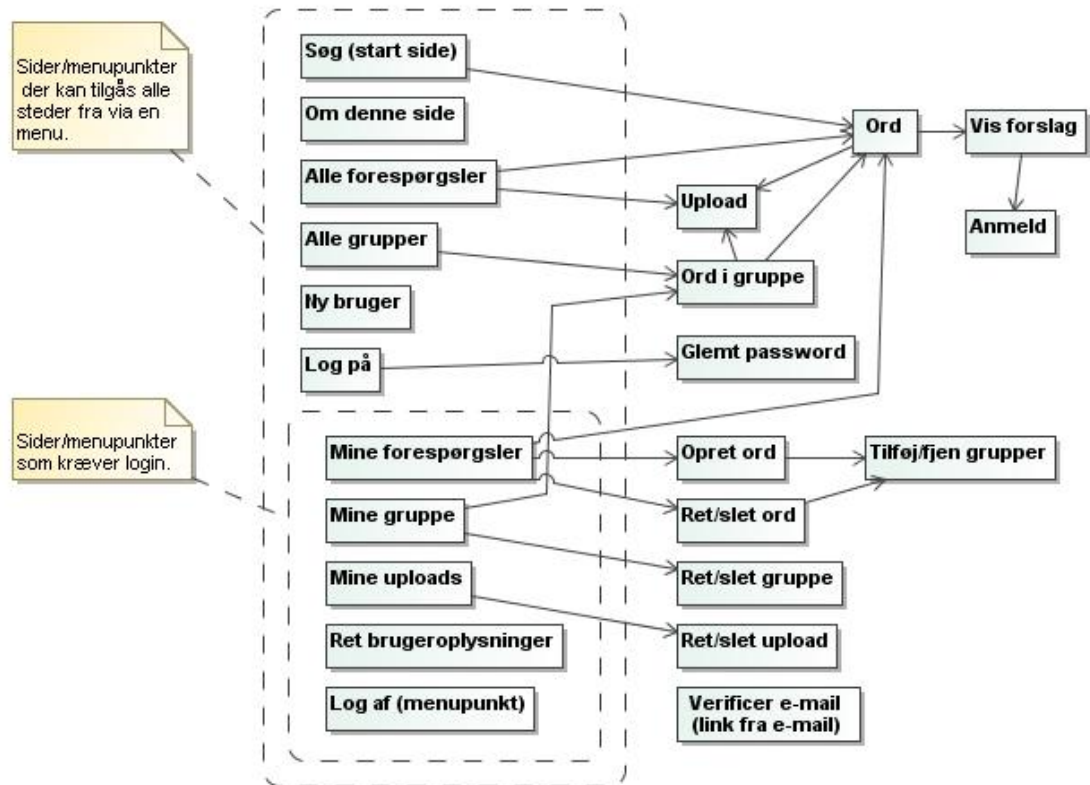 Sider/menupunkter
der kan tilgås alle
steder fra via en
menu.
Søg (start side)
Om denne side
Alle forespørgsler
Alle grupper
Ny bruger
Log på
Ord
Vis forslag
Upload
Anmeld
Ord i gruppe
Glemt password
Sider/menupunkter
som kræver login.
Mine forespørgsler
Mine gruppe
Mine uploads
Ret brugeroplysninger
Log af (menupunkt)
Opret ord
Tilføj/fjen grupper
Ret/slet ord
Ret/slet gruppe
Ret/slet upload
Verificer e-mail
(link fra e-mail)